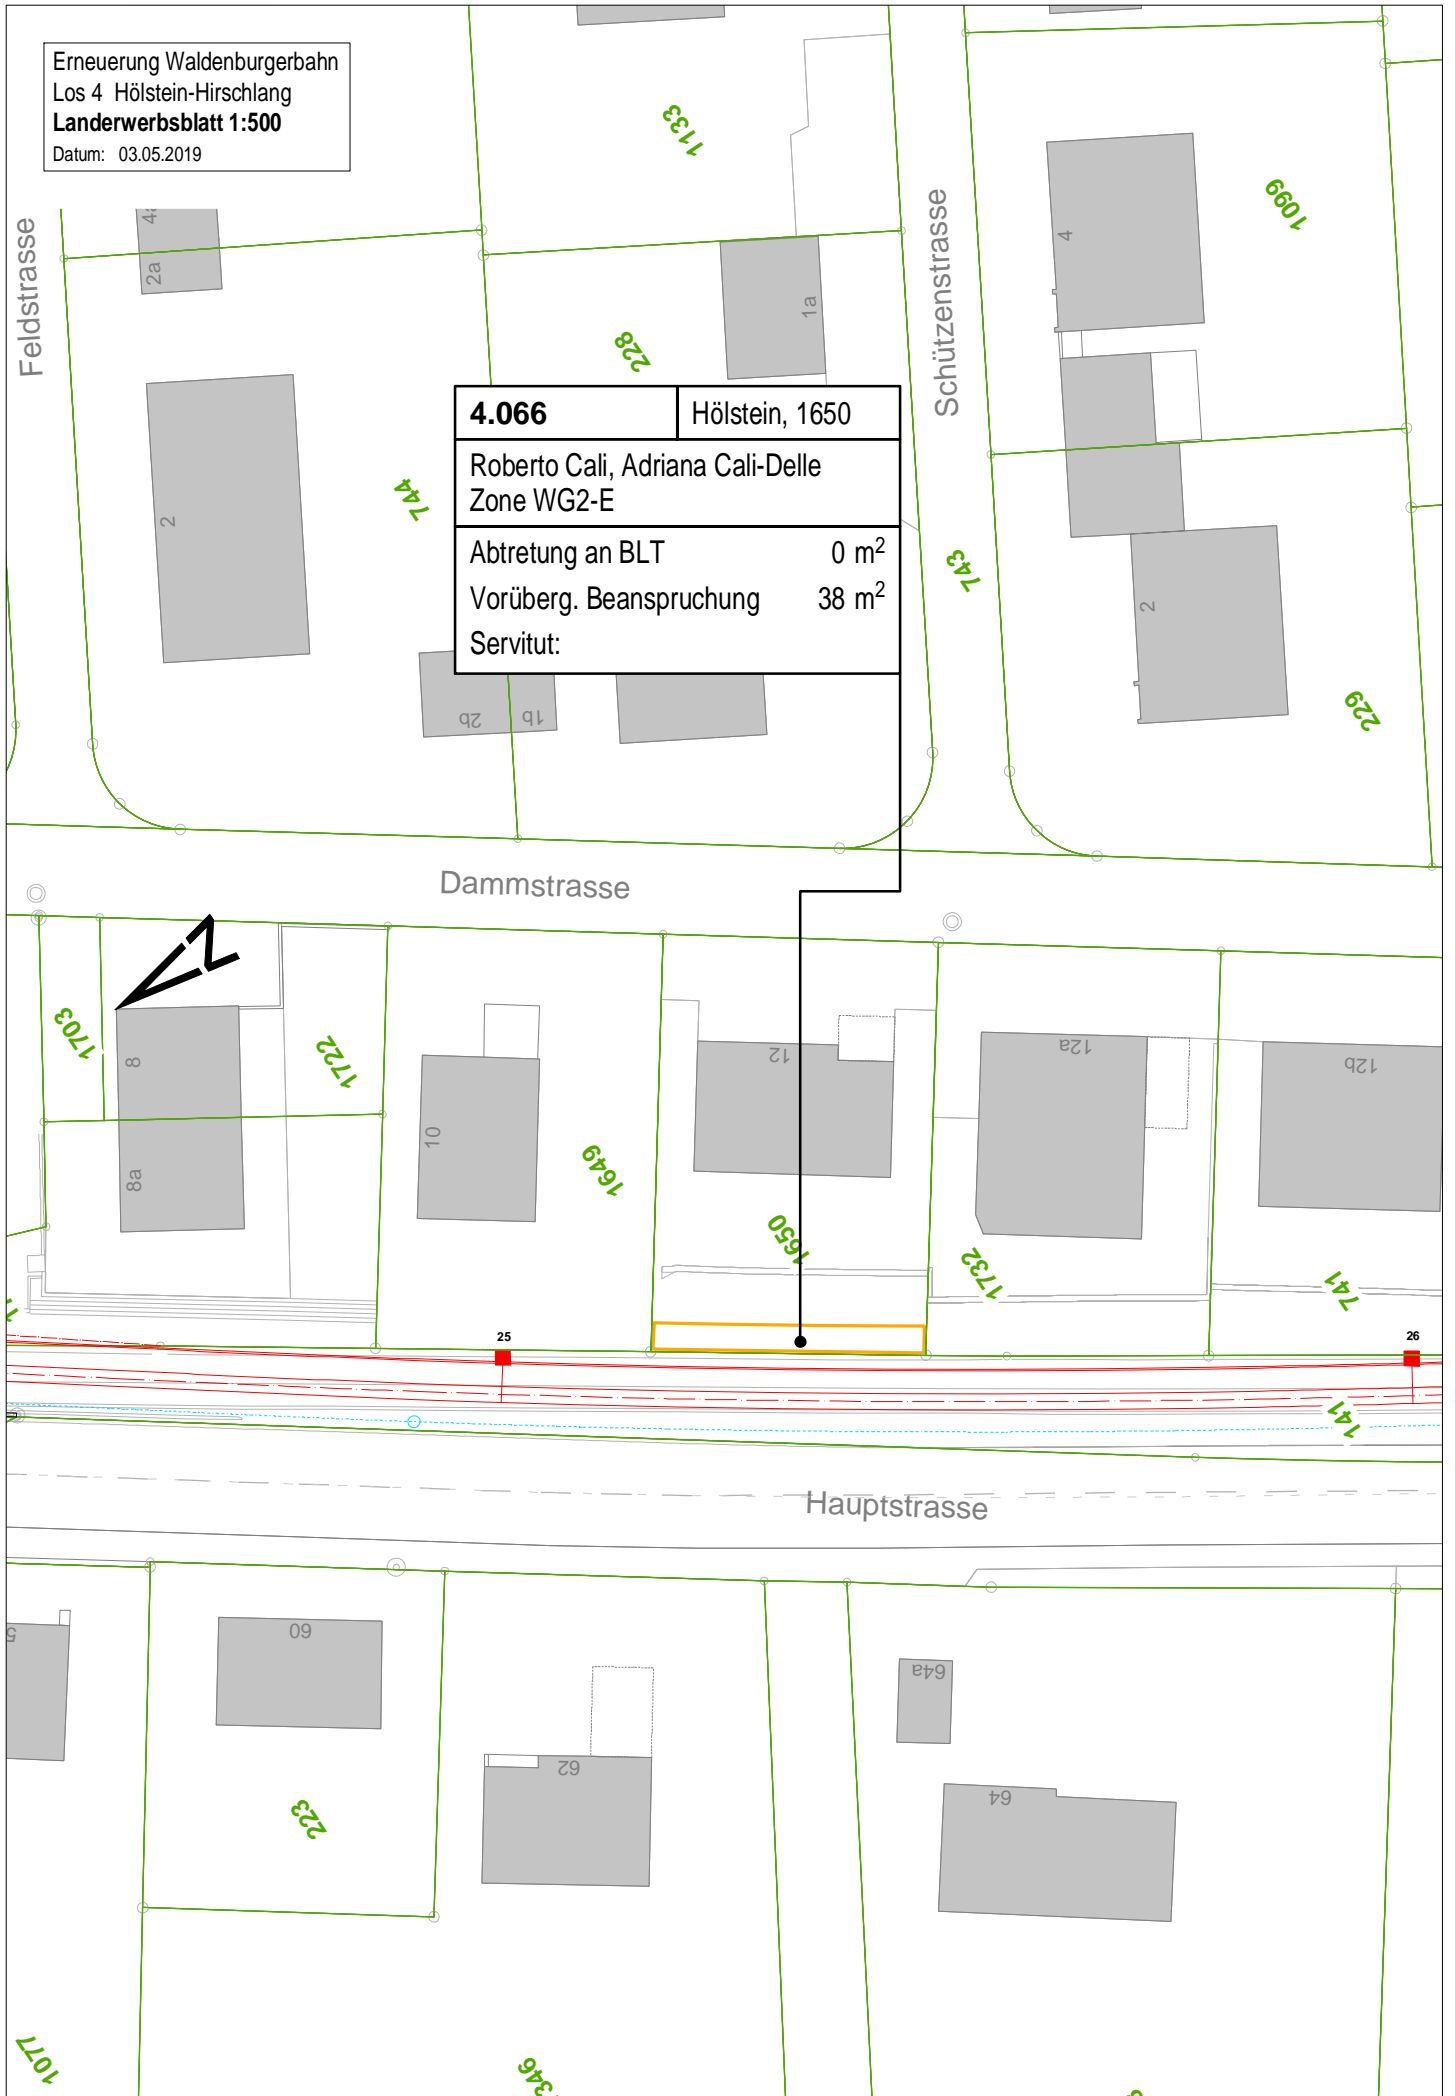 Erneuerung Waldenburgerbahn
Los 4 Hölstein-Hirschlang
Landerwerbsblatt 1:500
Datum: 03.05.2019
1133
1099
Feldstrasse
Schützenstrasse
2a
4
1a
228
4.066 Hölstein, 1650
Roberto Cali, Adriana Cali-Delle
Zone WG2-E
Abtretung an BLT 0 m²
Vorüberg. Beanspruchung 38 m²
Servitut:
744
2
743
2
229
2b
1b
Dammstrasse
1703
8
1722
12
12a
12b
10
8a
1649
1650
1732
741
25
26
141
Hauptstrasse
60
64a
62
64
223
1077
346